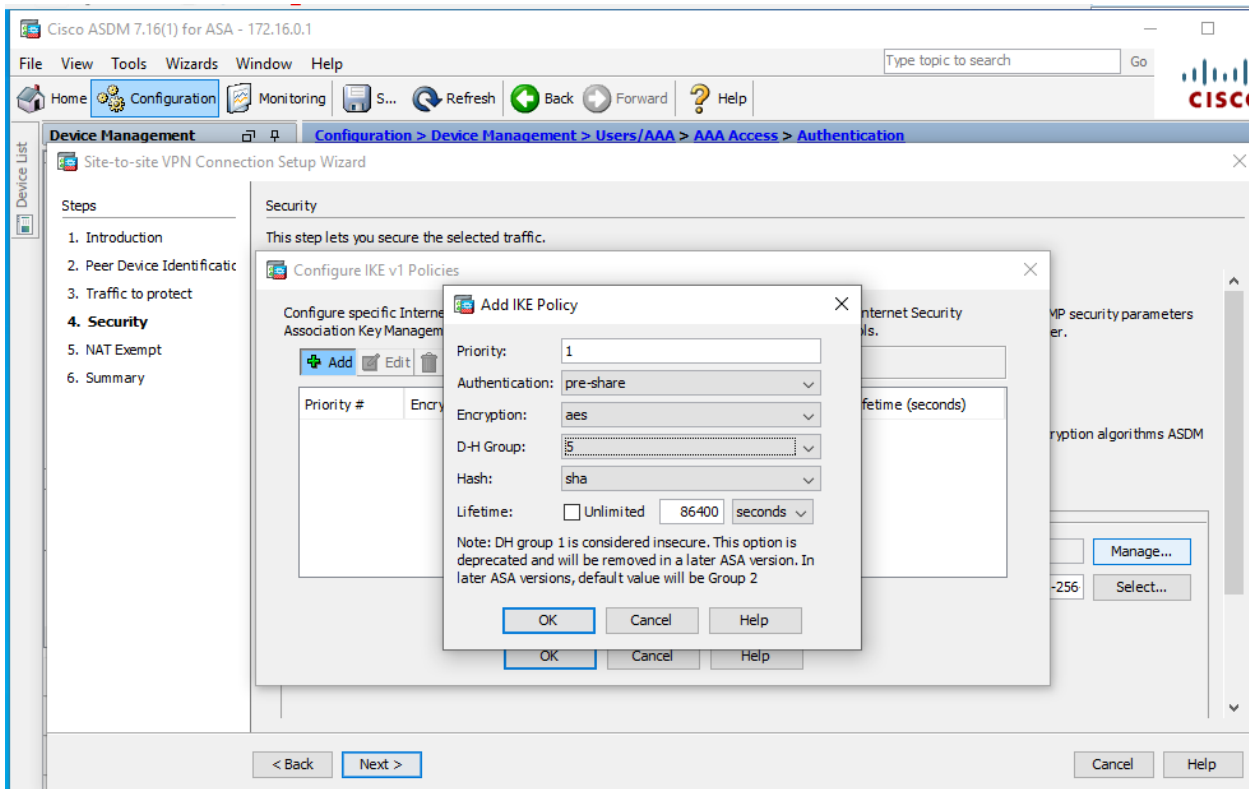 Cisco ASDM 7.16(1) for ASA - 172.16.0.1
File View Tools Wizards Window Help
Type topic to search
Go
Home Configuration Monitoring S... Refresh Back Forward Help
CISCO
Device List
Device Management
Configuration > Device Management > Users/AAA > AAA Access > Authentication
Site-to-site VPN Connection Setup Wizard
Steps
1. Introduction
2. Peer Device Identificatic
3. Traffic to protect
4. Security
5. NAT Exempt
6. Summary
Security
This step lets you secure the selected traffic.
Configure IKE v1 Policies
Configure specific Interne
nternet Security
Association Key Managem
ls.
Add Edit
Priority # Encry
fetime (seconds)
OK Cancel Help
Add IKE Policy
Priority: 1
Authentication: pre-share
Encryption: aes
D-H Group: 5
Hash: sha
Lifetime: Unlimited 86400 seconds
Note: DH group 1 is considered insecure. This option is
deprecated and will be removed in a later ASA version. In
later ASA versions, default value will be Group 2
OK Cancel Help
MP security parameters
er.
ryption algorithms ASDM
Manage...
-256- Select...
< Back Next >
Cancel Help